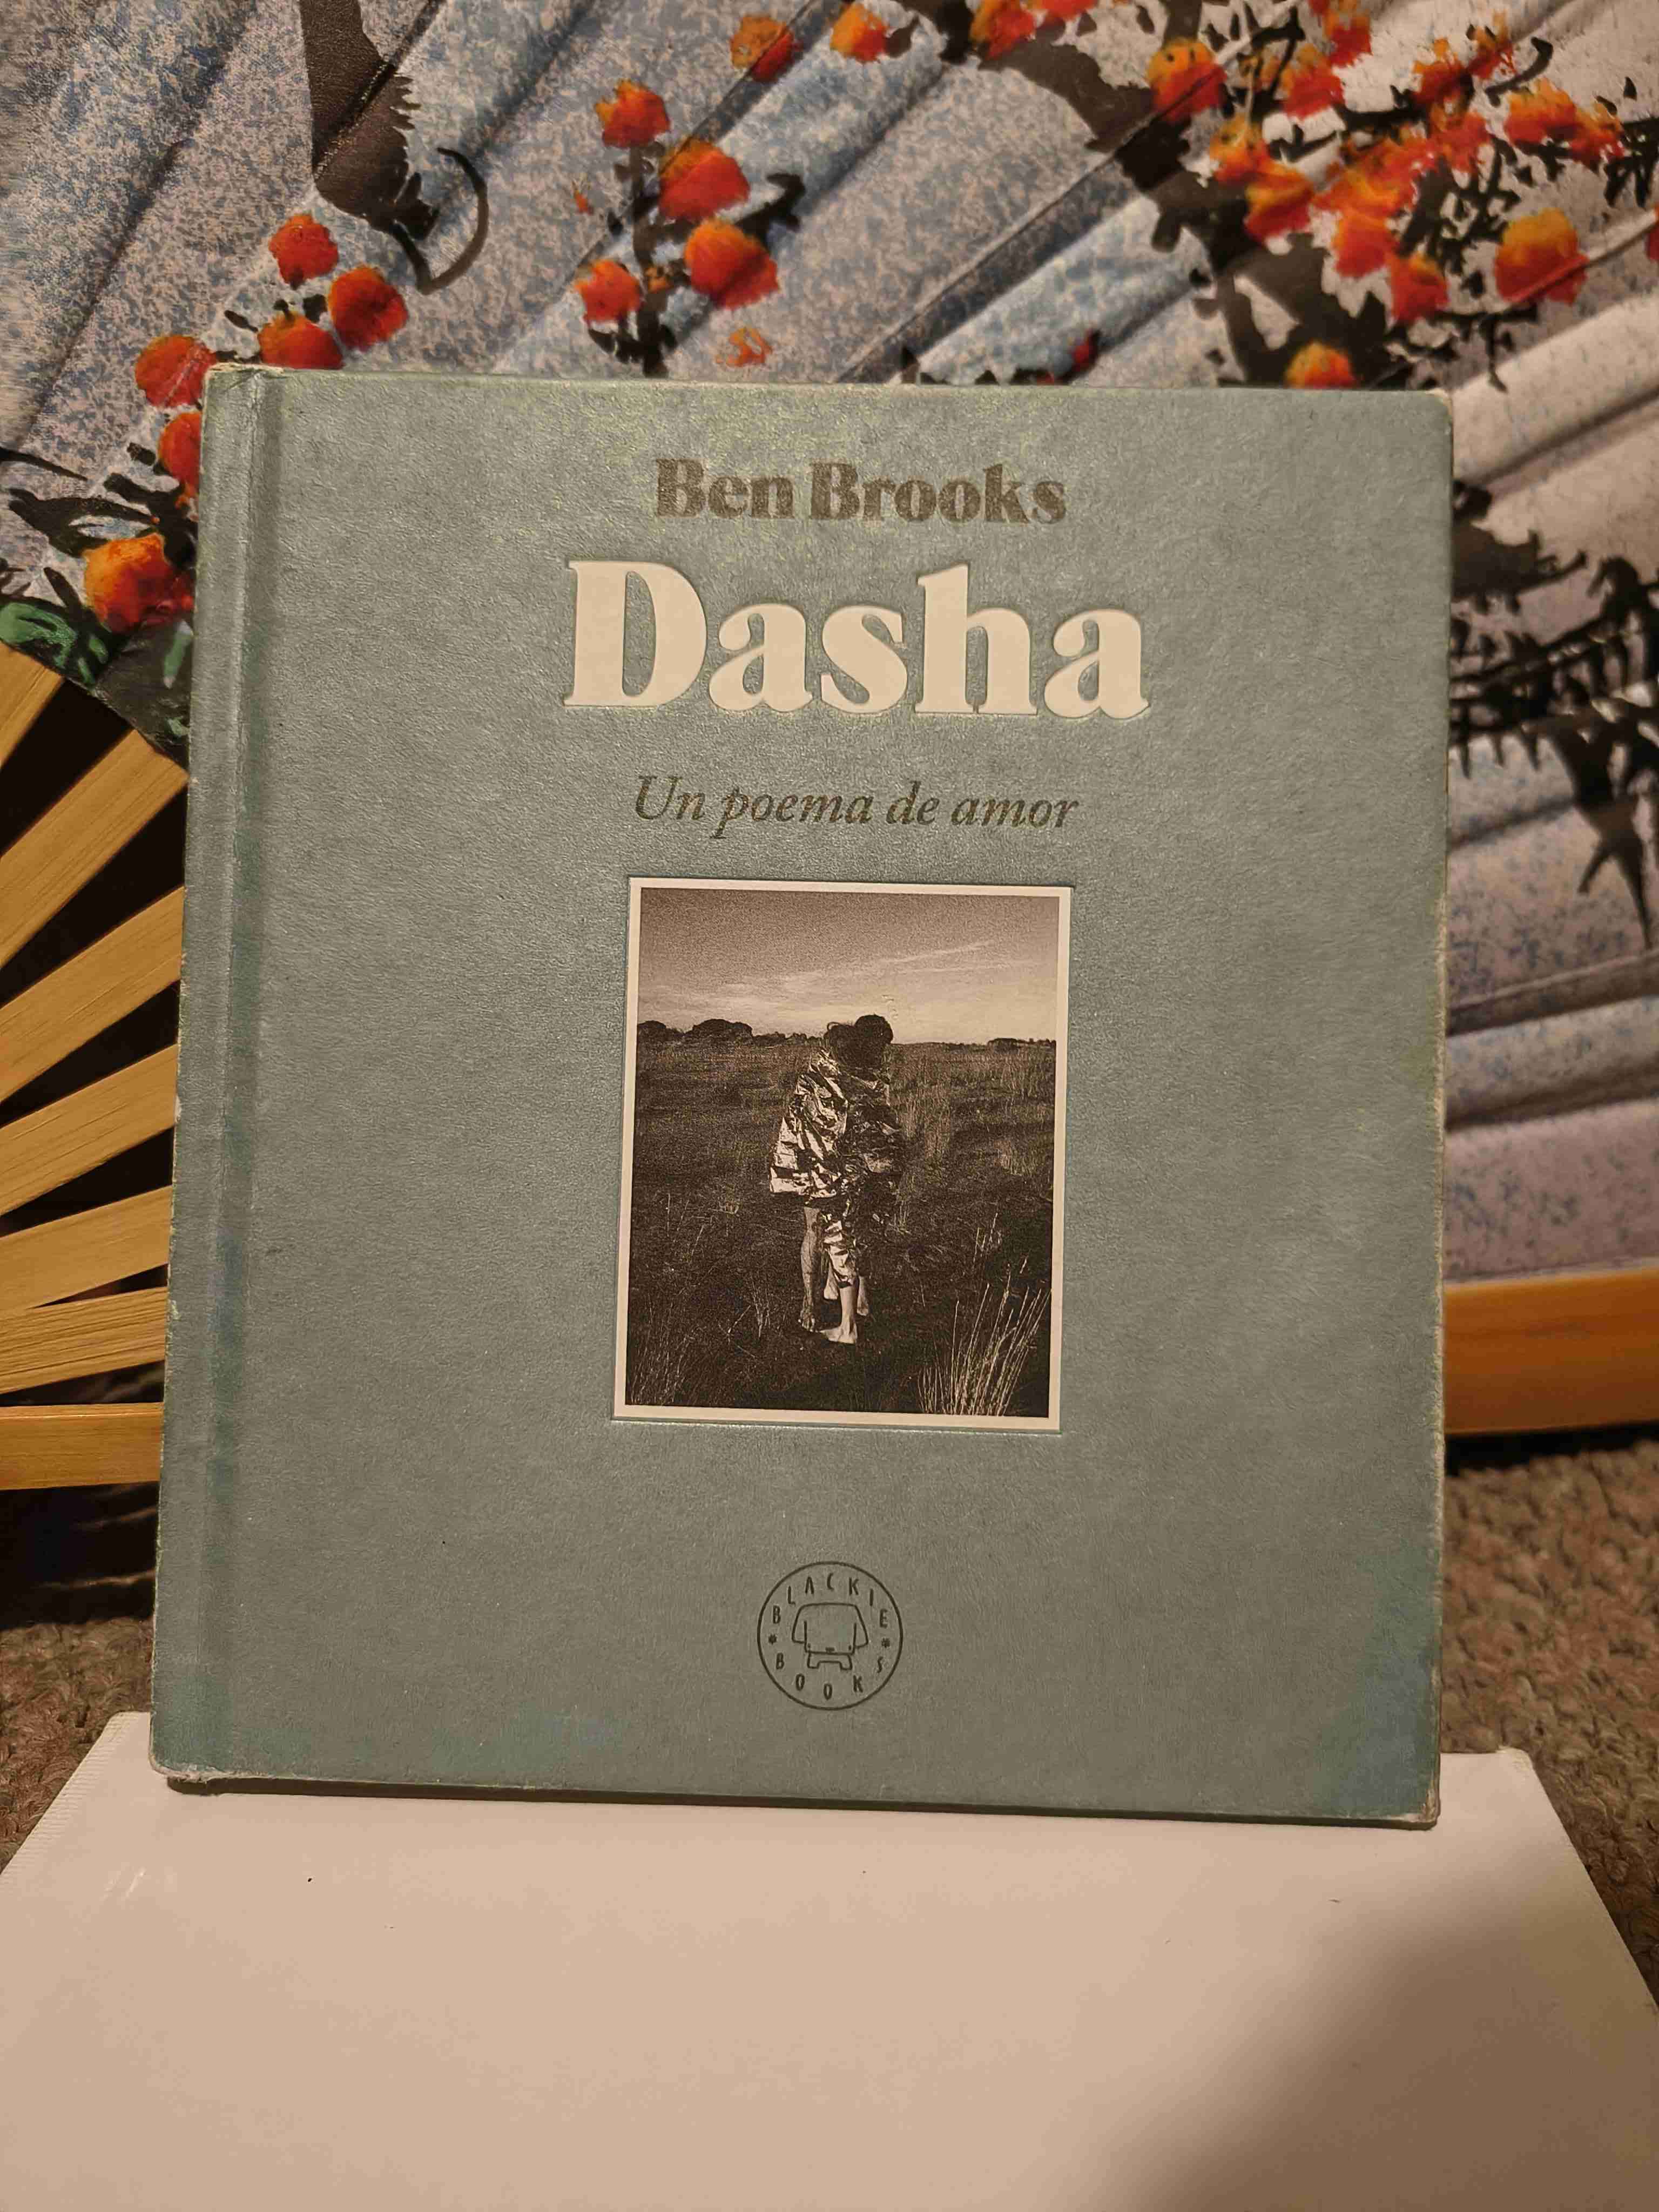 Ben Brooks
Dasha
Un poema de amor
BLACKIE
BOOKS